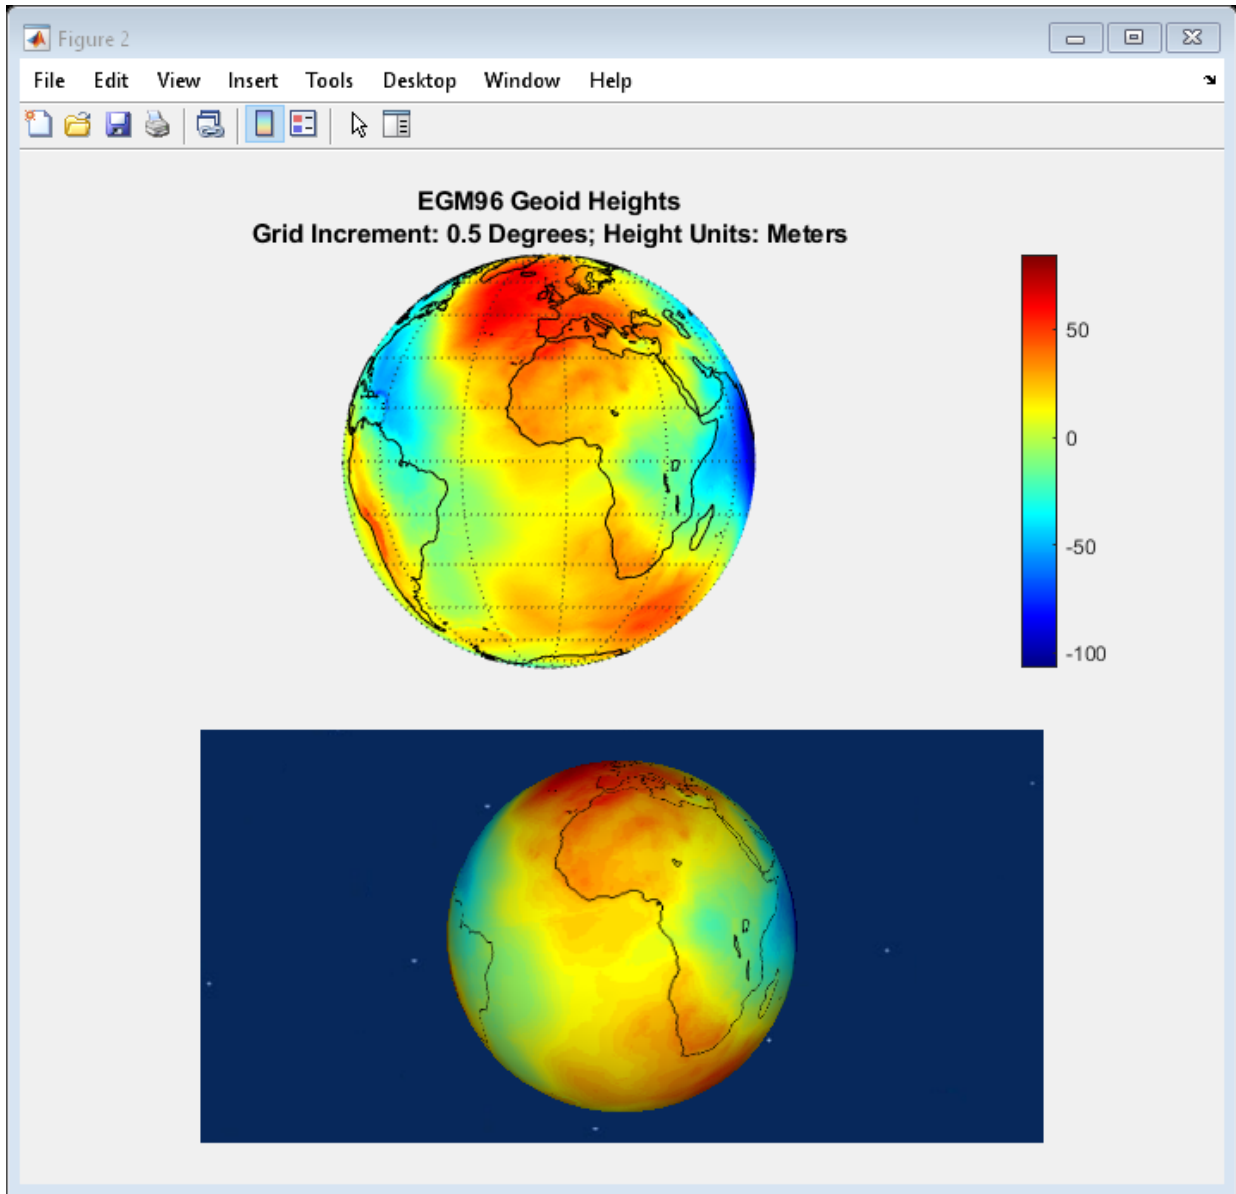 Figure 2
File Edit View Insert Tools Desktop Window Help
EGM96 Geoid Heights
Grid Increment: 0.5 Degrees; Height Units: Meters
50
0
-50
-100